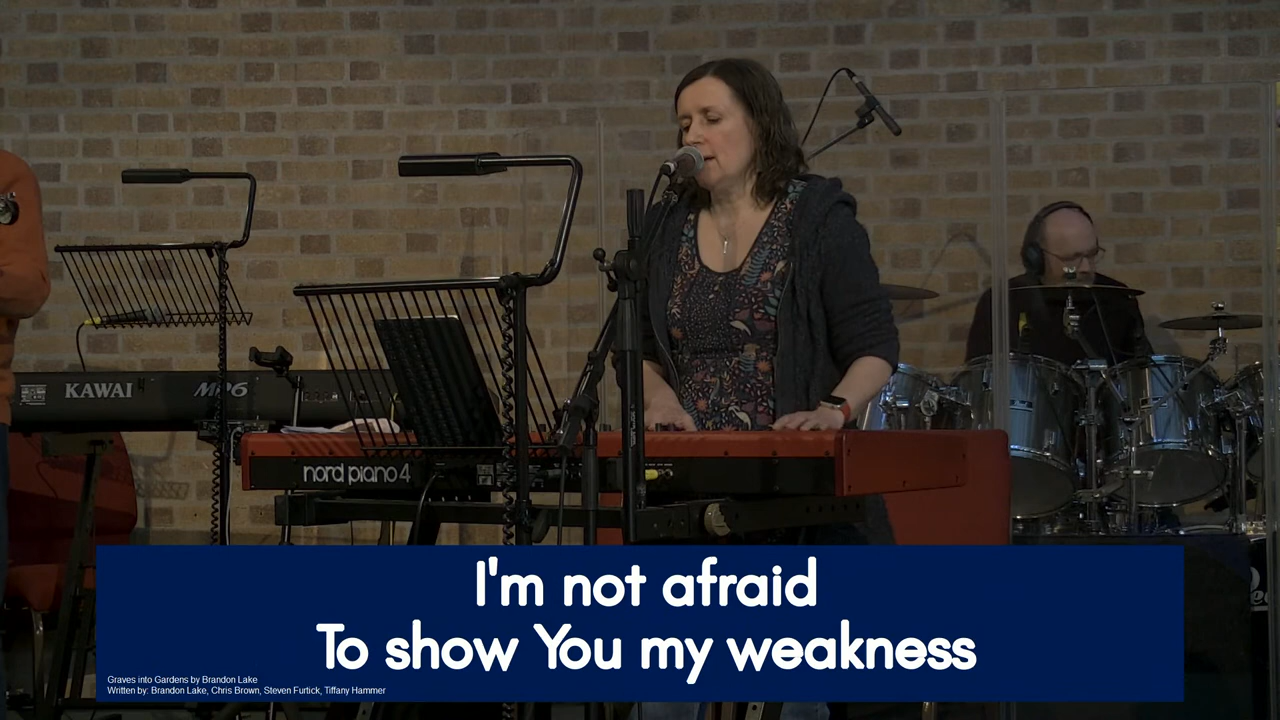 KAWAI MP6
nord piano 4
I'm not afraid
To show You my weakness
Graves into Gardens by Brandon Lake
Written by: Brandon Lake, Chris Brown, Steven Furtick, Tiffany Hammer